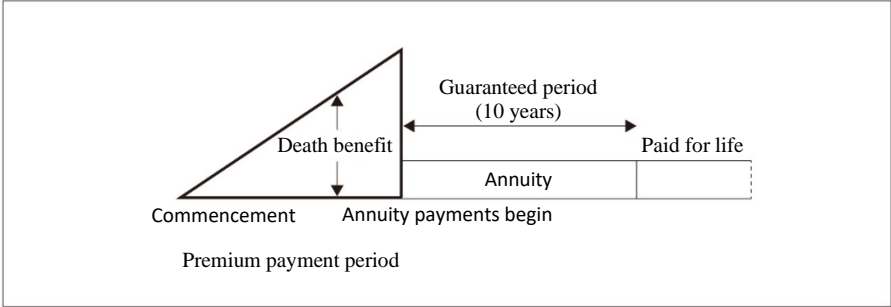 Guaranteed period
(10 years)
Death benefit
Paid for life
Annuity
Commencement
Annuity payments begin
Premium payment period